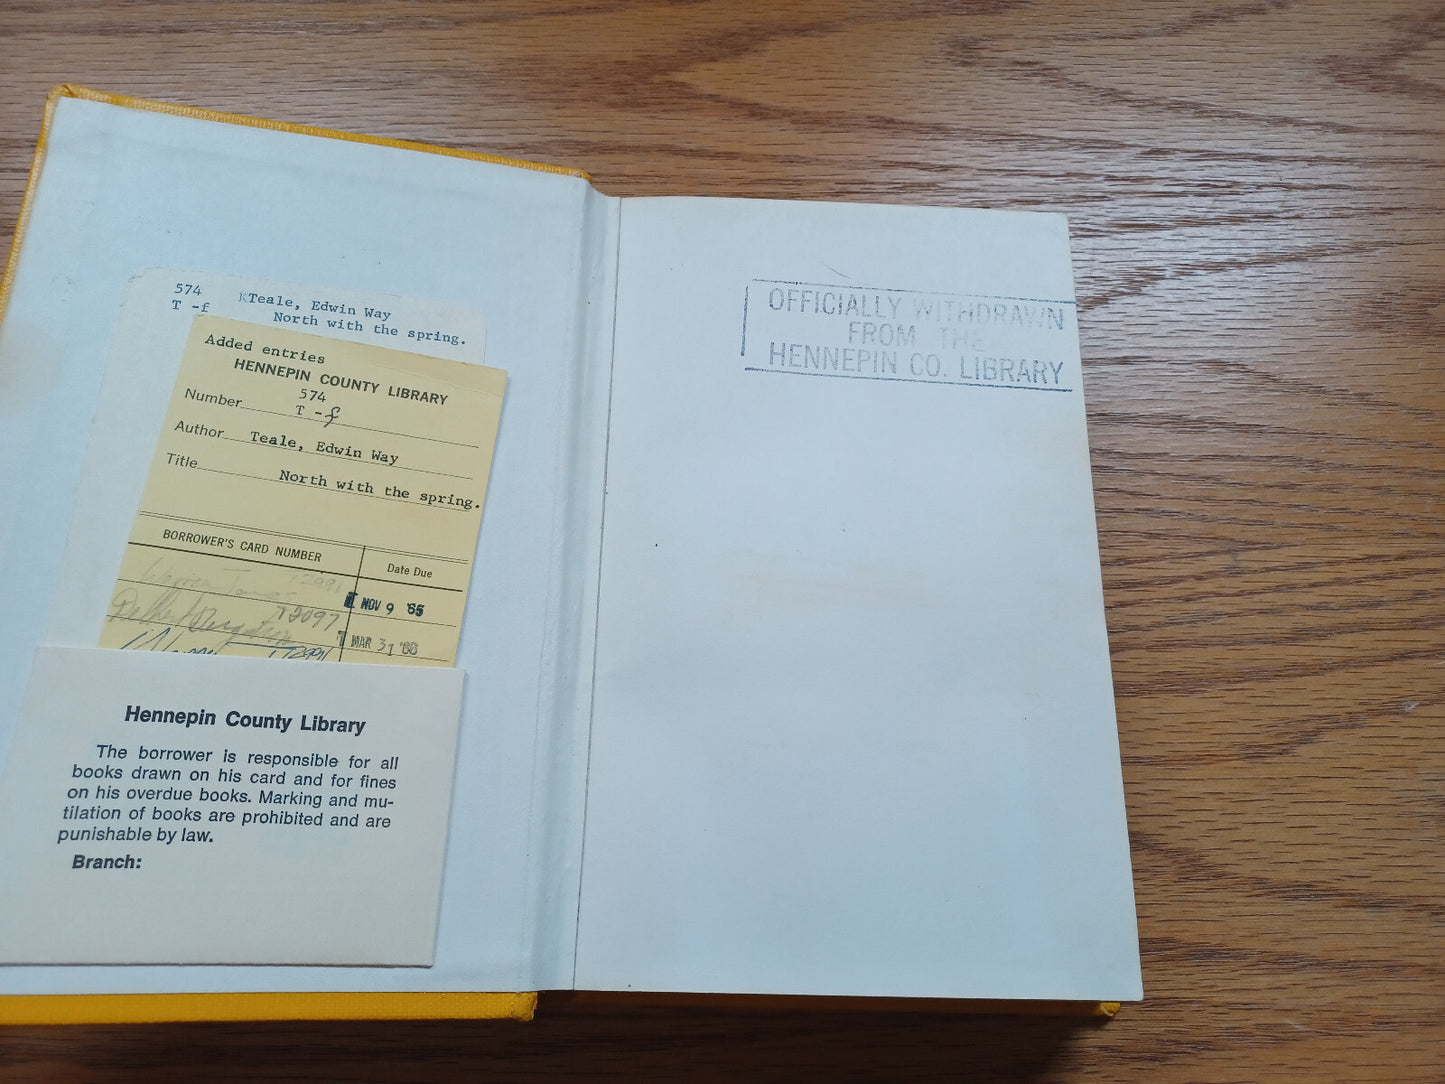 574
T -f
Teale, Edwin Way
North with the spring.
Added entries
HENNEPIN COUNTY LIBRARY
Number 574
T -f
Author Teale, Edwin Way
Title North with the spring.
BORROWER'S CARD NUMBER
Date Due
12991
NOV 9 '65
12097
MAR 31 '66
12991
Hennepin County Library
The borrower is responsible for all
books drawn on his card and for fines
on his overdue books. Marking and mu-
tilation of books are prohibited and are
punishable by law.
Branch:
OFFICIALLY WITHDRAWN
FROM THE
HENNEPIN CO. LIBRARY